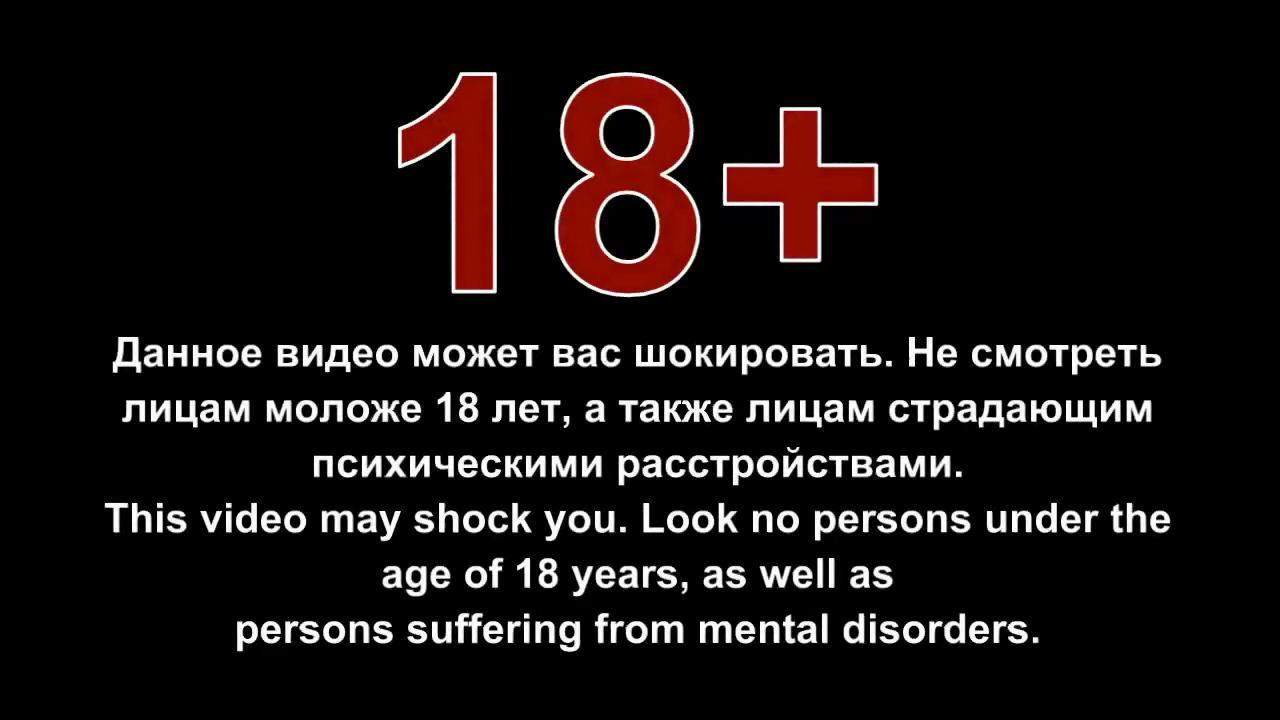 18+
Данное видео может вас шокировать. Не смотреть
лицам моложе 18 лет, а также лицам страдающим
психическими расстройствами.
This video may shock you. Look no persons under the
age of 18 years, as well as
persons suffering from mental disorders.